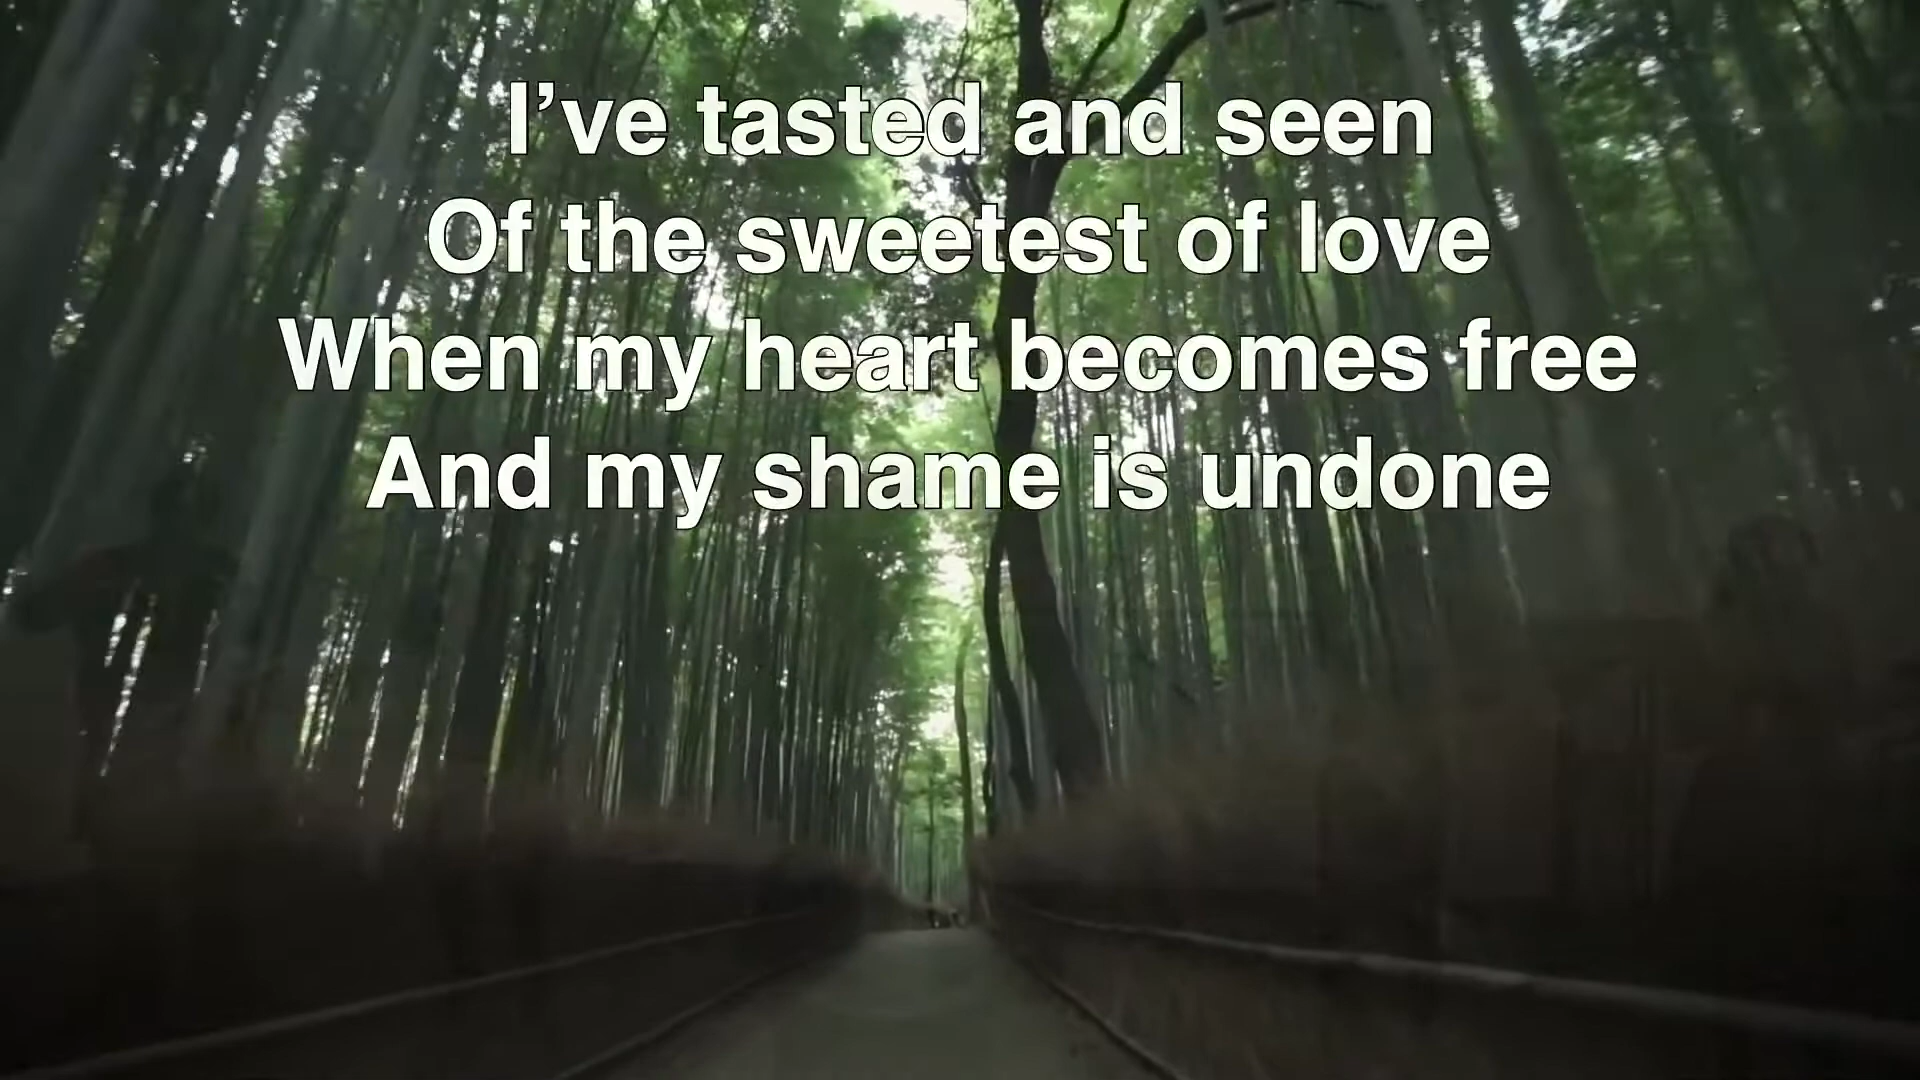 I’ve tasted and seen
Of the sweetest of love
When my heart becomes free
And my shame is undone